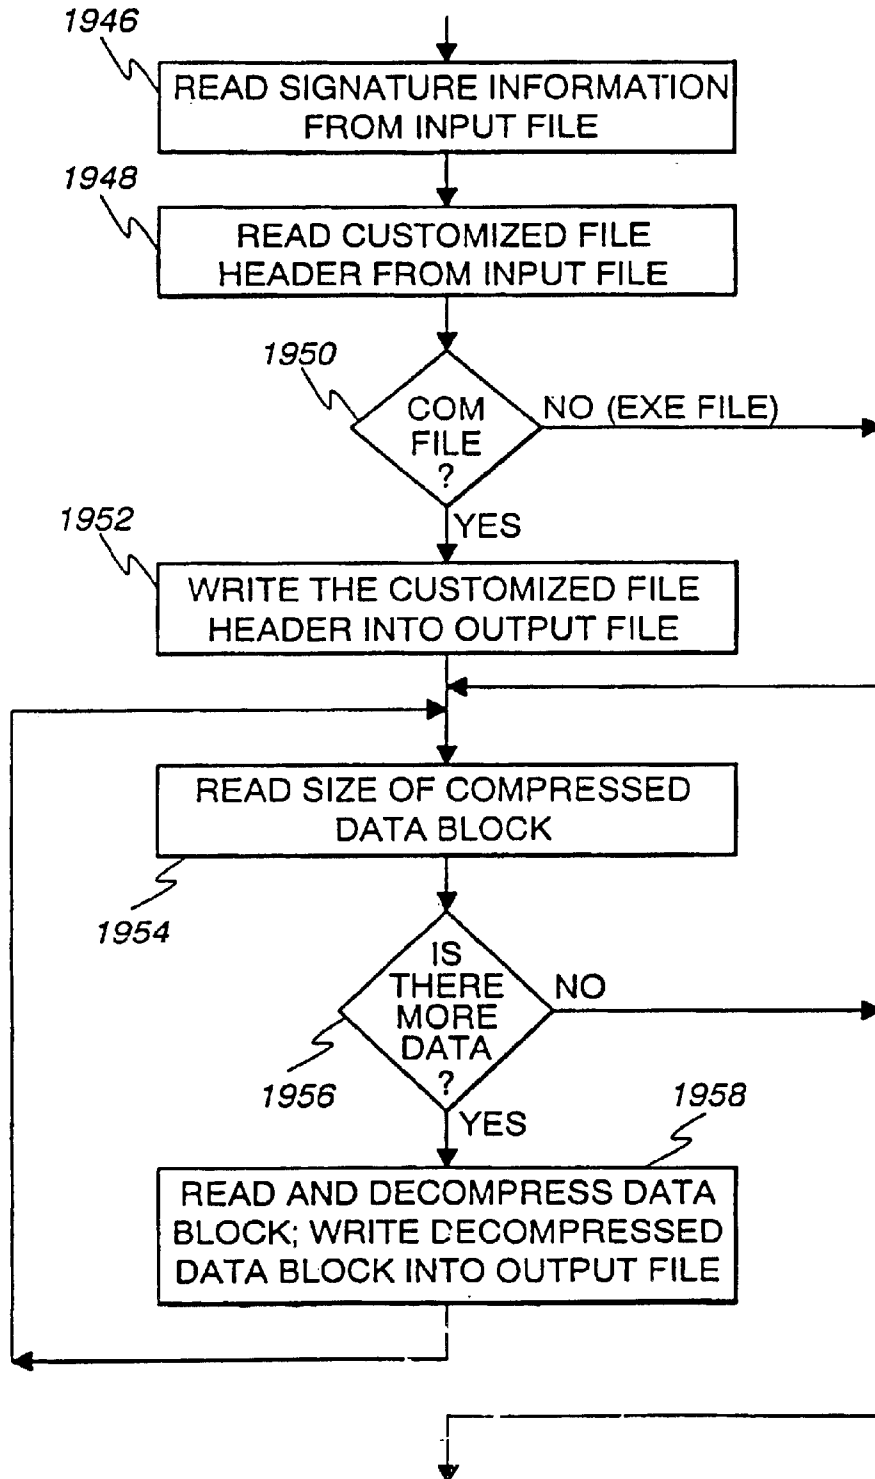 1946
READ SIGNATURE INFORMATION
FROM INPUT FILE
1948
READ CUSTOMIZED FILE
HEADER FROM INPUT FILE
1950
COM
FILE
?
NO (EXE FILE)
YES
1952
WRITE THE CUSTOMIZED FILE
HEADER INTO OUTPUT FILE
READ SIZE OF COMPRESSED
DATA BLOCK
1954
IS
THERE
MORE
DATA
?
NO
1956
YES
1958
READ AND DECOMPRESS DATA
BLOCK; WRITE DECOMPRESSED
DATA BLOCK INTO OUTPUT FILE